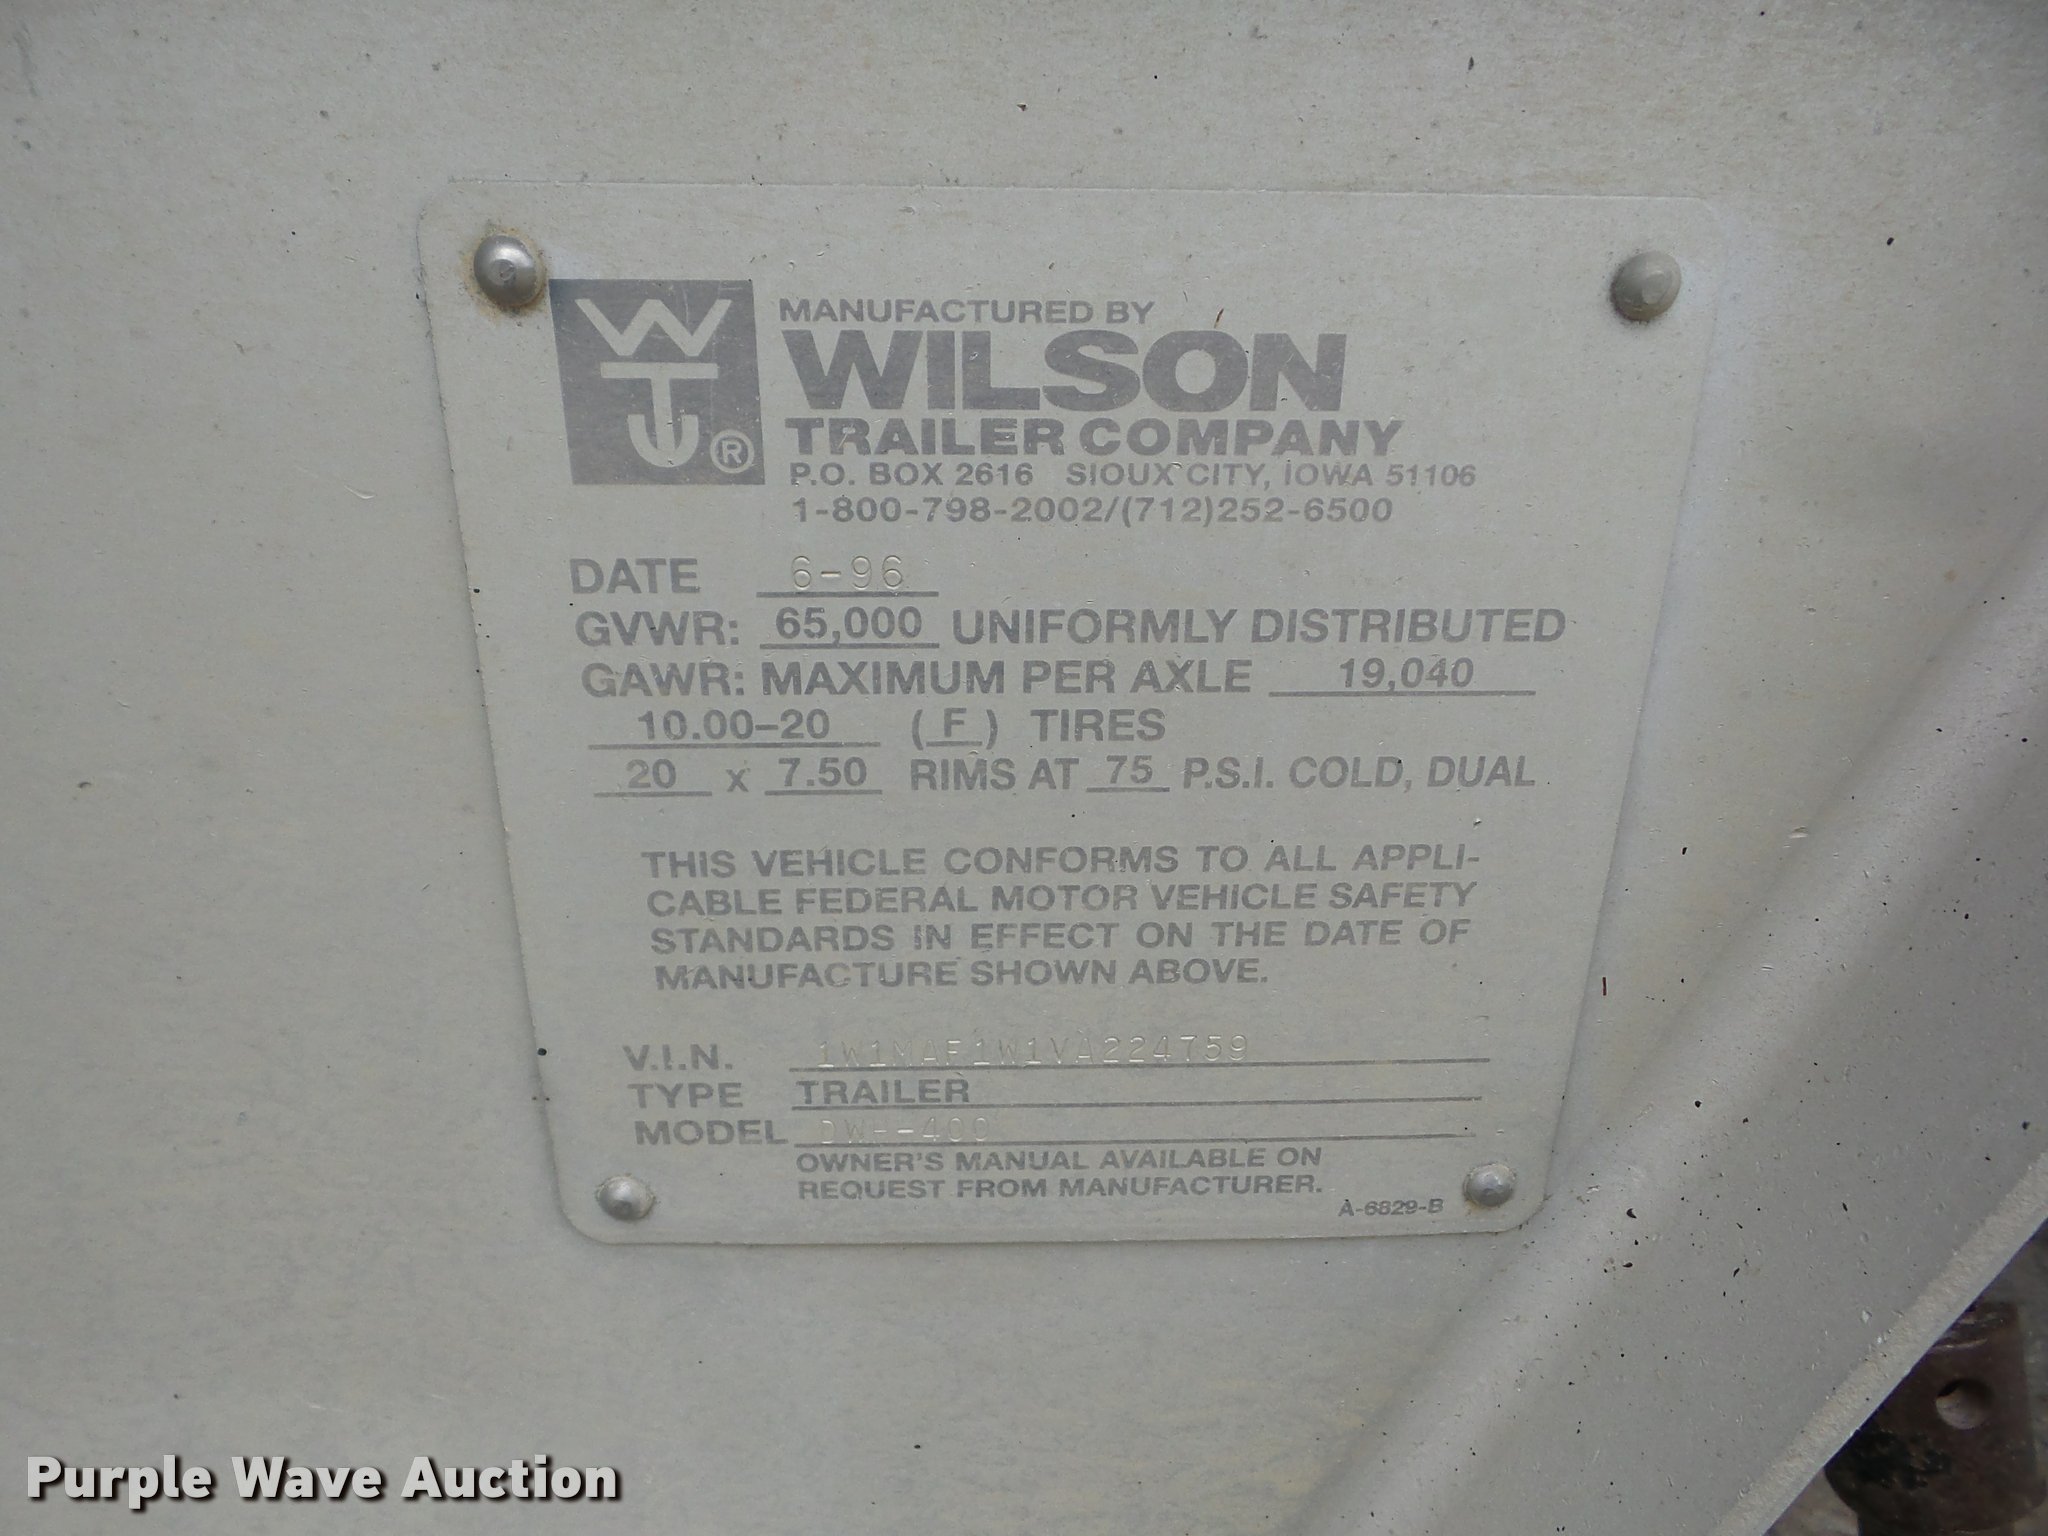 MANUFACTURED BY
WILSON
TRAILER COMPANY
P.O. BOX 2616 SIOUX CITY, IOWA 51106
1-800-798-2002/(712)252-6500
WT ®
DATE 6-96
GVWR: 65,000 UNIFORMLY DISTRIBUTED
GAWR: MAXIMUM PER AXLE 19,040
10.00-20 (F) TIRES
20 x 7.50 RIMS AT 75 P.S.I. COLD, DUAL
THIS VEHICLE CONFORMS TO ALL APPLI-
CABLE FEDERAL MOTOR VEHICLE SAFETY
STANDARDS IN EFFECT ON THE DATE OF
MANUFACTURE SHOWN ABOVE.
V.I.N. 1W1MAF1W1VA224759
TYPE TRAILER
MODEL DWH-400
OWNER'S MANUAL AVAILABLE ON
REQUEST FROM MANUFACTURER.
A-6829-B
Purple Wave Auction